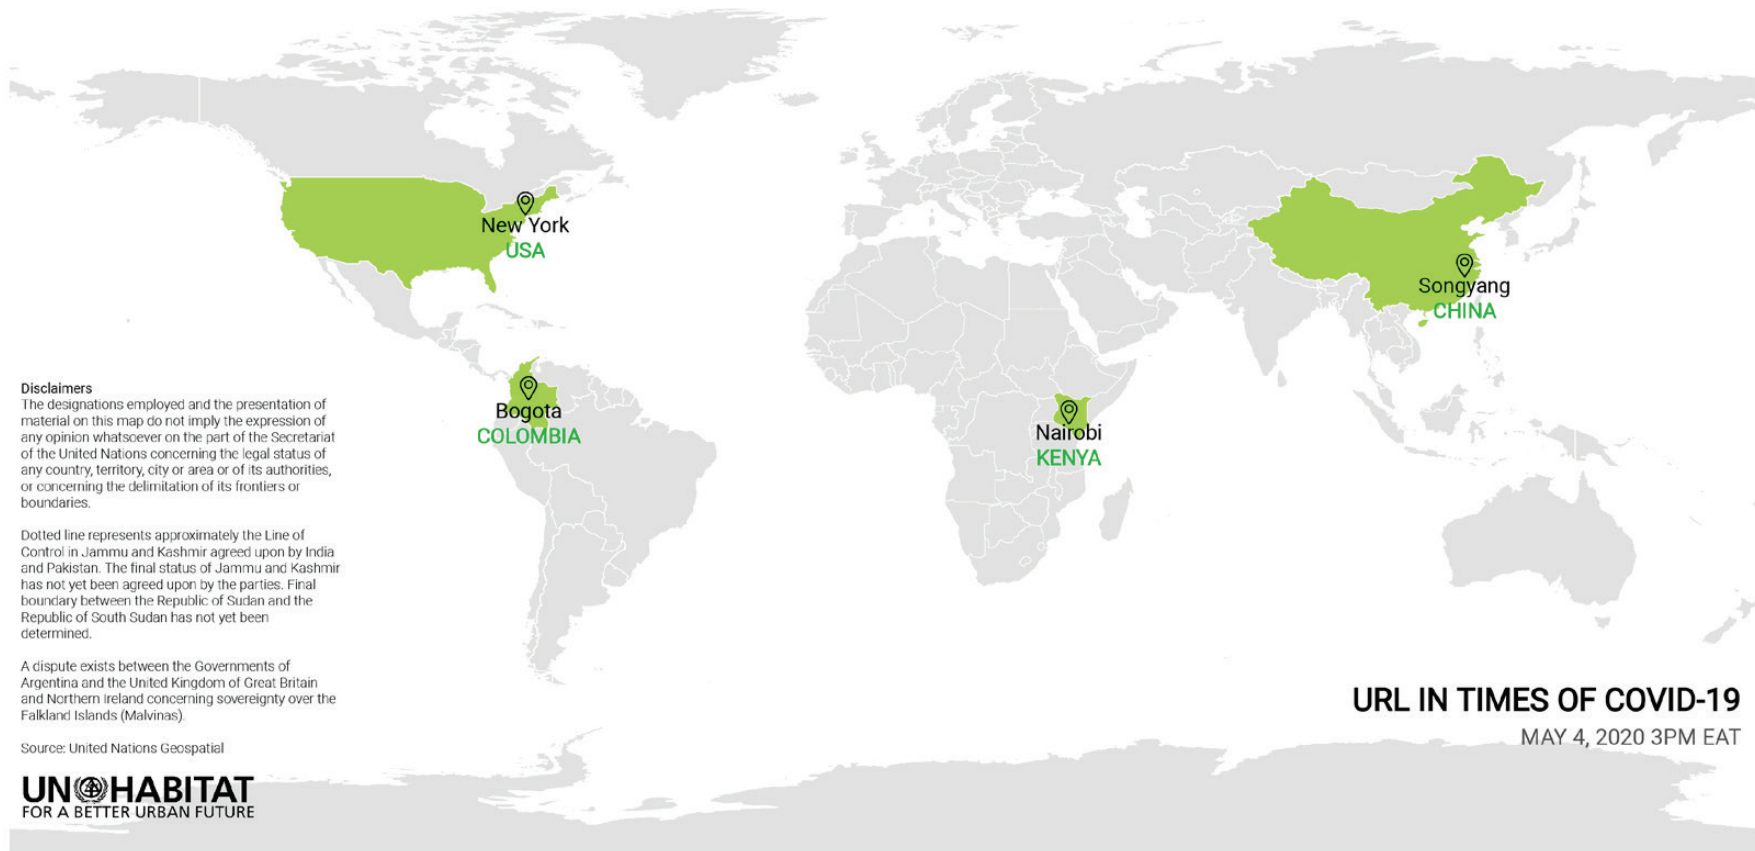 New York
USA
Songyang
CHINA
Bogota
COLOMBIA
Nairobi
KENYA
Disclaimers
The designations employed and the presentation of
material on this map do not imply the expression of
any opinion whatsoever on the part of the Secretariat
of the United Nations concerning the legal status of
any country, territory, city or area or of its authorities,
or concerning the delimitation of its frontiers or
boundaries.
Dotted line represents approximately the Line of
Control in Jammu and Kashmir agreed upon by India
and Pakistan. The final status of Jammu and Kashmir
has not yet been agreed upon by the parties. Final
boundary between the Republic of Sudan and the
Republic of South Sudan has not yet been
determined.
A dispute exists between the Governments of
Argentina and the United Kingdom of Great Britain
and Northern Ireland concerning sovereignty over the
Falkland Islands (Malvinas).
Source: United Nations Geospatial
UN HABITAT
FOR A BETTER URBAN FUTURE
URL IN TIMES OF COVID-19
MAY 4, 2020 3PM EAT